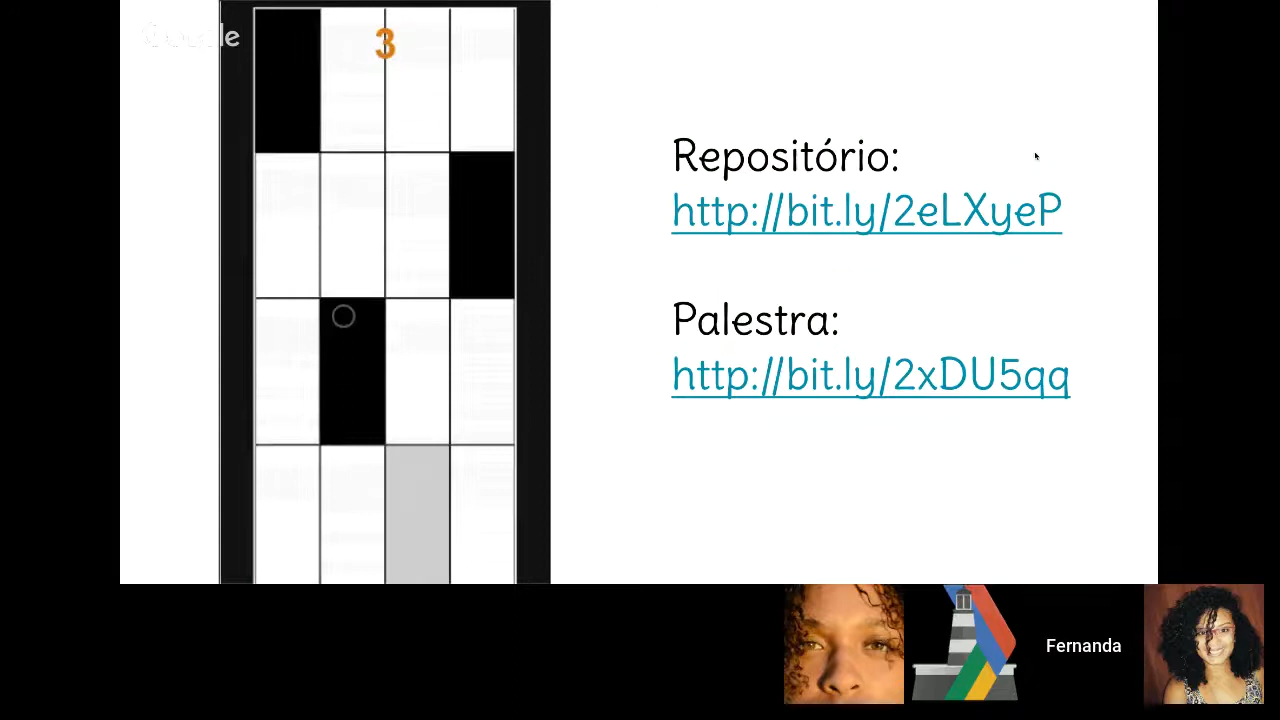 3
Repositório:
http://bit.ly/2eLXyeP
Palestra:
http://bit.ly/2xDU5qq
Fernanda